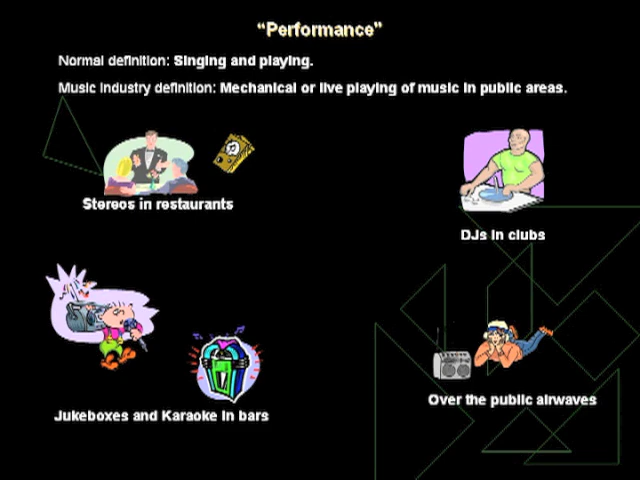 “Performance”
Normal definition: Singing and playing.
Music industry definition: Mechanical or live playing of music in public areas.
Stereos in restaurants
DJs in clubs
Jukeboxes and Karaoke in bars
Over the public airwaves